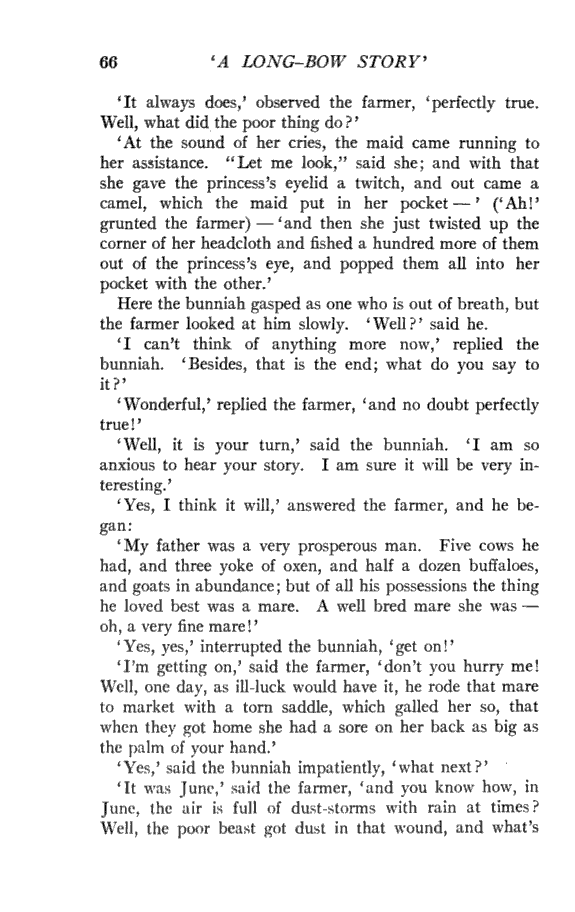 66 ‘A LONG–BOW STORY’
‘It always does,’ observed the farmer, ‘perfectly true.
Well, what did the poor thing do?’
‘At the sound of her cries, the maid came running to
her assistance. “Let me look,” said she; and with that
she gave the princess’s eyelid a twitch, and out came a
camel, which the maid put in her pocket — ’ (‘Ah!’
grunted the farmer) — ‘and then she just twisted up the
corner of her headcloth and fished a hundred more of them
out of the princess’s eye, and popped them all into her
pocket with the other.’
Here the bunniah gasped as one who is out of breath, but
the farmer looked at him slowly. ‘Well?’ said he.
‘I can’t think of anything more now,’ replied the
bunniah. ‘Besides, that is the end; what do you say to
it?’
‘Wonderful,’ replied the farmer, ‘and no doubt perfectly
true!’
‘Well, it is your turn,’ said the bunniah. ‘I am so
anxious to hear your story. I am sure it will be very in-
teresting.’
‘Yes, I think it will,’ answered the farmer, and he be-
gan:
‘My father was a very prosperous man. Five cows he
had, and three yoke of oxen, and half a dozen buffaloes,
and goats in abundance; but of all his possessions the thing
he loved best was a mare. A well bred mare she was —
oh, a very fine mare!’
‘Yes, yes,’ interrupted the bunniah, ‘get on!’
‘I’m getting on,’ said the farmer, ‘don’t you hurry me!
Well, one day, as ill-luck would have it, he rode that mare
to market with a torn saddle, which galled her so, that
when they got home she had a sore on her back as big as
the palm of your hand.’
‘Yes,’ said the bunniah impatiently, ‘what next?’
‘It was June,’ said the farmer, ‘and you know how, in
June, the air is full of dust-storms with rain at times?
Well, the poor beast got dust in that wound, and what’s